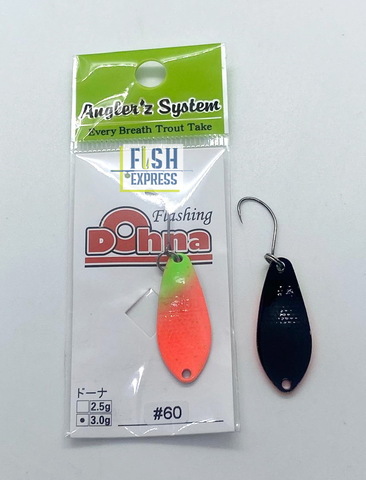 Angler'z System
Every Breath Trout Take
FISH
EXPRESS
Flashing
Dohna
ドーナ
2.5g
3.0g
#60